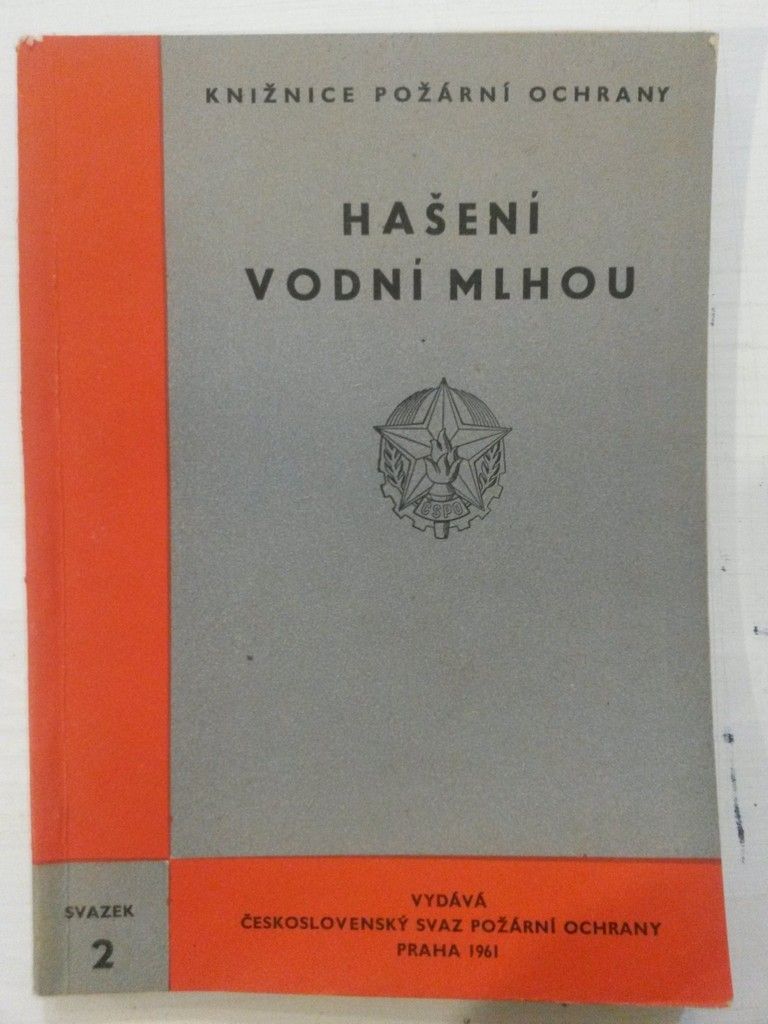 KNIŽNICE POŽÁRNÍ OCHRANY
HAŠENÍ
VODNÍ MLHOU
ČSPO
SVAZEK
2
VYDÁVÁ
ČESKOSLOVENSKÝ SVAZ POŽÁRNÍ OCHRANY
PRAHA 1961